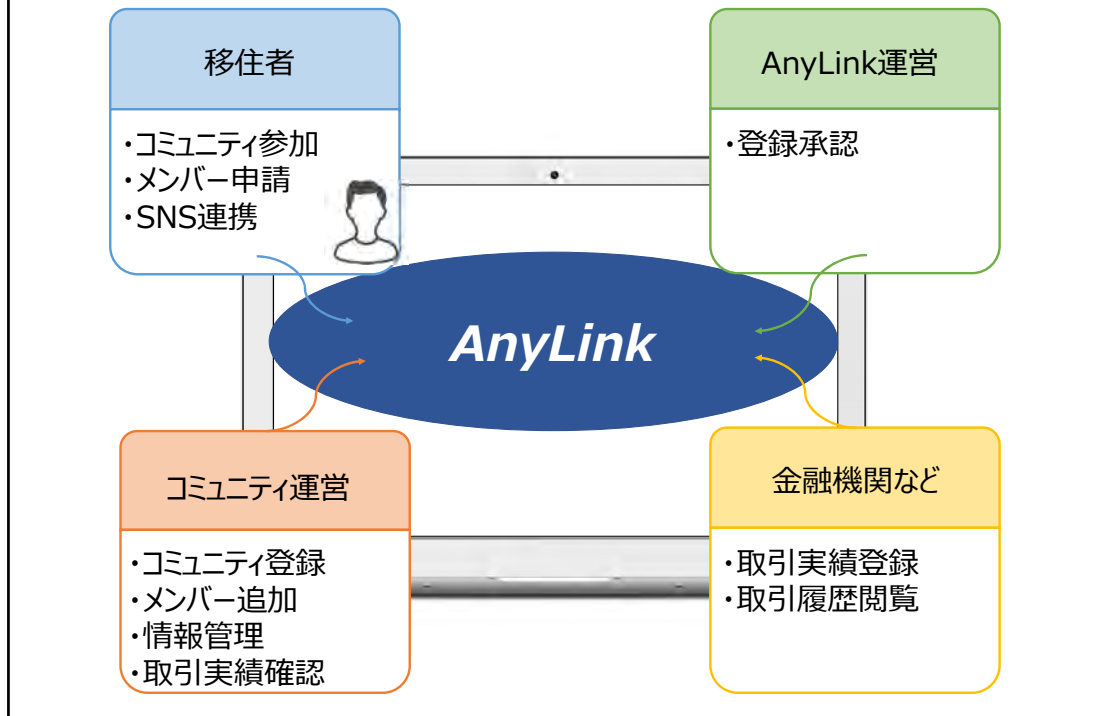 移住者
・コミュニティ参加
・メンバー申請
・SNS連携
AnyLink運営
・登録承認
AnyLink
コミュニティ運営
・コミュニティ登録
・メンバー追加
・情報管理
・取引実績確認
金融機関など
・取引実績登録
・取引履歴閲覧